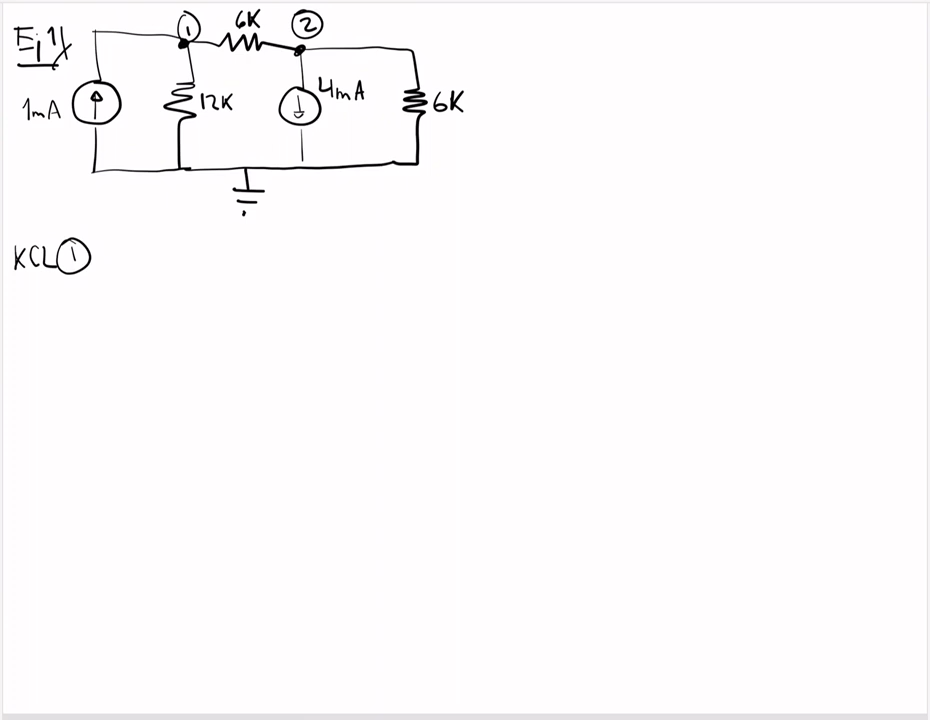 Ej 1)
①
6K
②
1mA
12K
4mA
6K
KCL ①